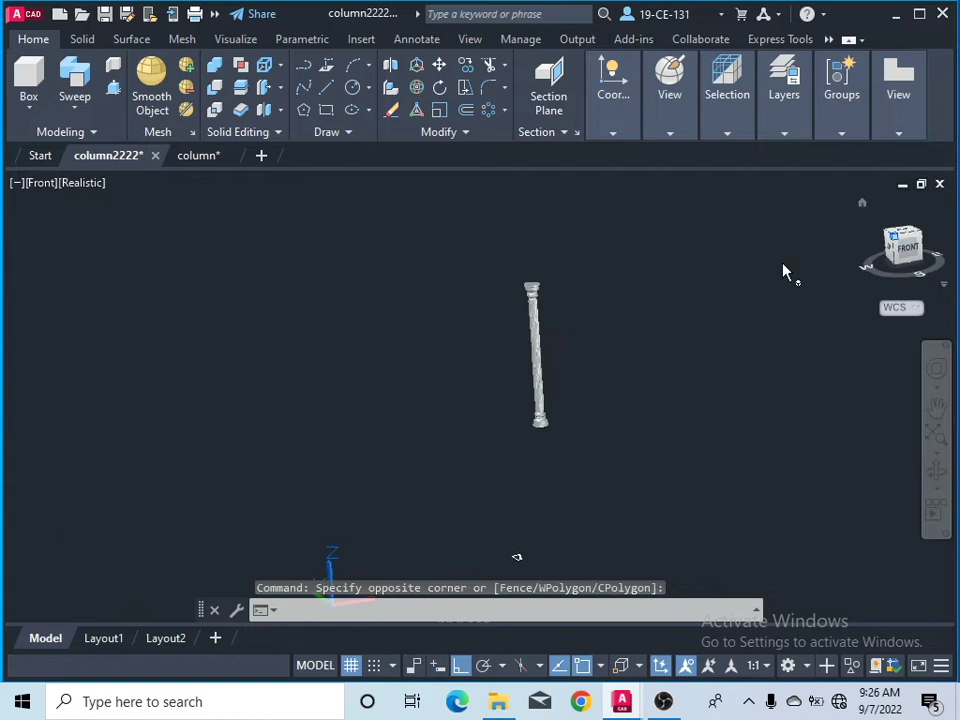 CAD
Share
column2222...
Type a keyword or phrase
19-CE-131
Home
Solid
Surface
Mesh
Visualize
Parametric
Insert
Annotate
View
Manage
Output
Add-ins
Collaborate
Express Tools
Box
Sweep
Smooth
Object
Section
Plane
Coor...
View
Selection
Layers
Groups
View
Modeling
Mesh
Solid Editing
Draw
Modify
Section
Start
column2222*
column*
[−][Front][Realistic]
FRONT
W
S
WCS
Z
Command: Specify opposite corner or [Fence/WPolygon/CPolygon]:
Activate Windows
Go to Settings to activate Windows.
Model
Layout1
Layout2
MODEL
1:1
Type here to search
9:26 AM
9/7/2022
5